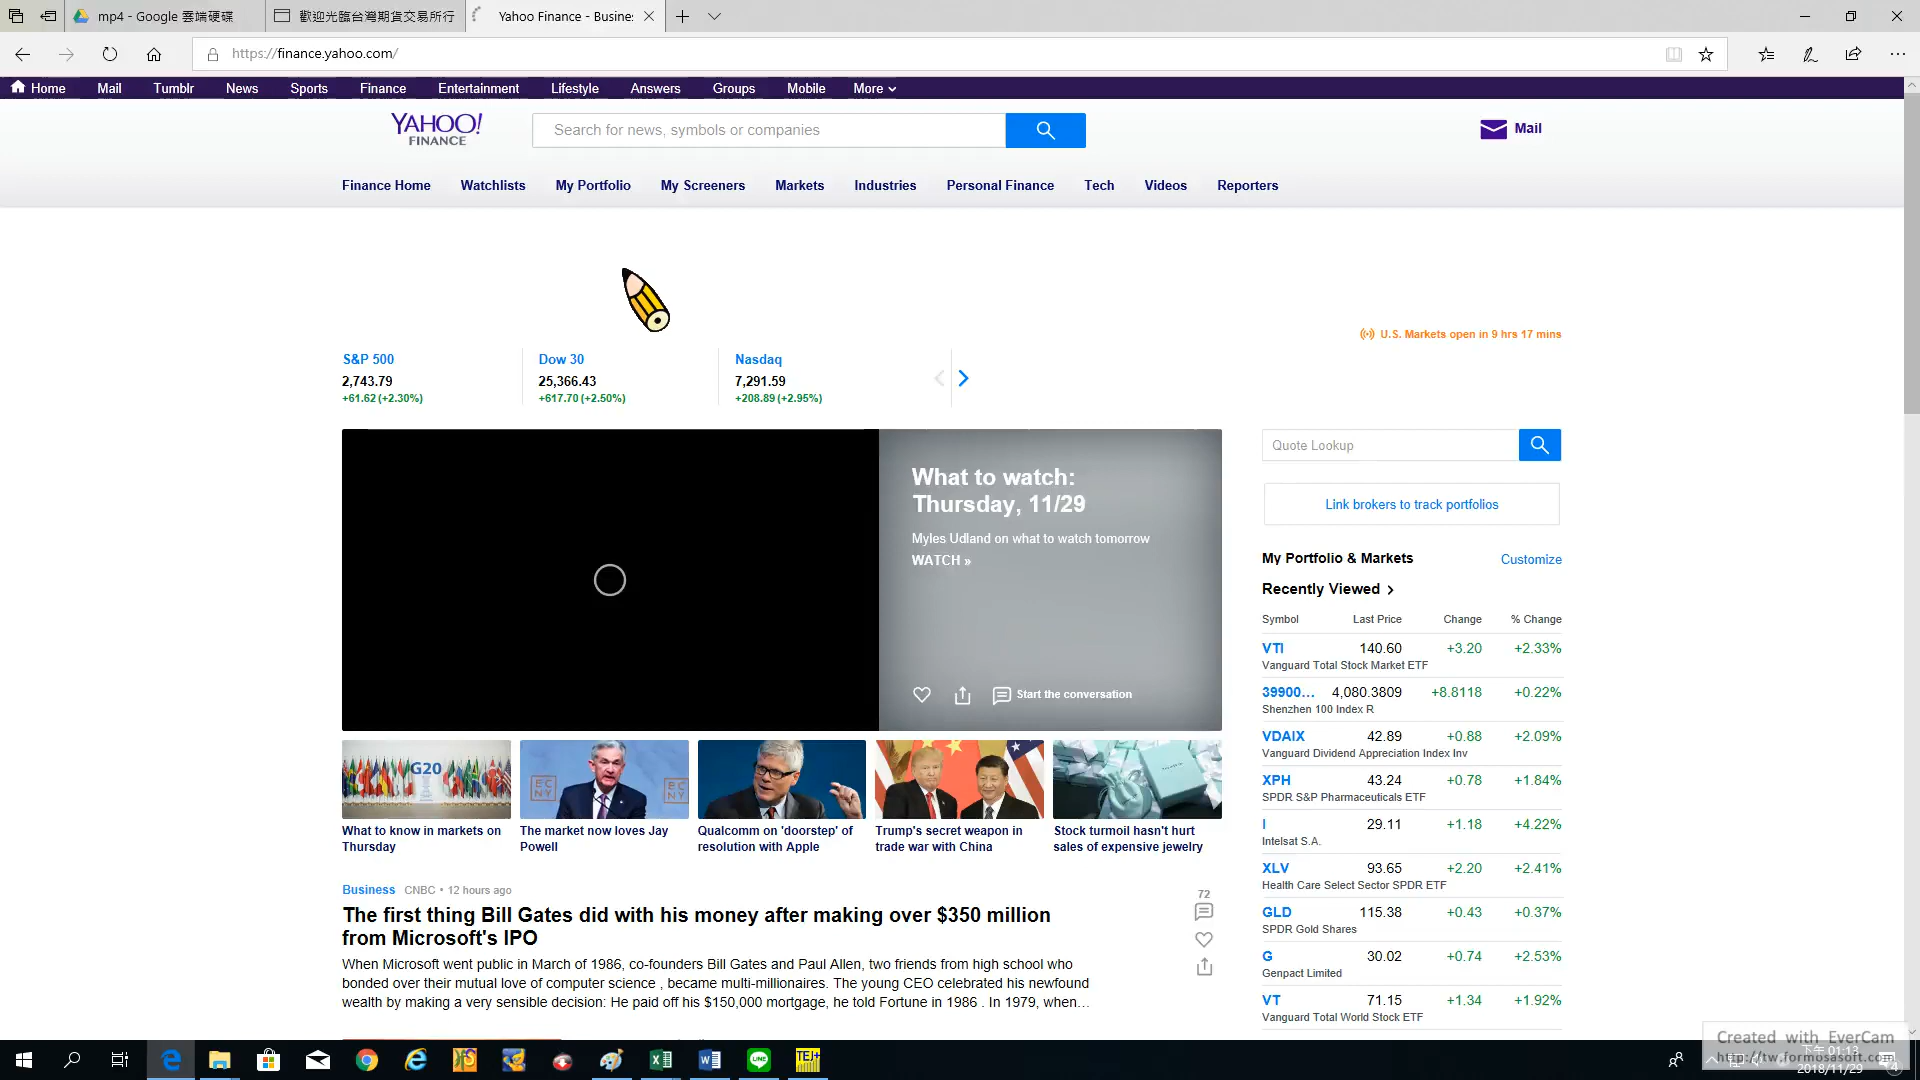 mp4 - Google 雲端硬碟
歡迎光臨台灣期貨交易所行
Yahoo Finance - Busines
https://finance.yahoo.com/
Home Mail Tumblr News Sports Finance Entertainment Lifestyle Answers Groups Mobile More
YAHOO!
FINANCE
Search for news, symbols or companies
Mail
Finance Home Watchlists My Portfolio My Screeners Markets Industries Personal Finance Tech Videos Reporters
U.S. Markets open in 9 hrs 17 mins
S&P 500 Dow 30 Nasdaq
2,743.79 25,366.43 7,291.59
+61.62 (+2.30%) +617.70 (+2.50%) +208.89 (+2.95%)
What to watch:
Thursday, 11/29
Myles Udland on what to watch tomorrow
WATCH »
Start the conversation
G20
ECNY
ECNY
What to know in markets on
Thursday
The market now loves Jay
Powell
Qualcomm on 'doorstep' of
resolution with Apple
Trump's secret weapon in
trade war with China
Stock turmoil hasn't hurt
sales of expensive jewelry
Business CNBC • 12 hours ago
The first thing Bill Gates did with his money after making over $350 million
from Microsoft's IPO
When Microsoft went public in March of 1986, co-founders Bill Gates and Paul Allen, two friends from high school who
bonded over their mutual love of computer science , became multi-millionaires. The young CEO celebrated his newfound
wealth by making a very sensible decision: He paid off his $150,000 mortgage, he told Fortune in 1986 . In 1979, when…
72
Quote Lookup
Link brokers to track portfolios
My Portfolio & Markets Customize
Recently Viewed
Symbol Last Price Change % Change
VTI 140.60 +3.20 +2.33%
Vanguard Total Stock Market ETF
39900... 4,080.3809 +8.8118 +0.22%
Shenzhen 100 Index R
VDAIX 42.89 +0.88 +2.09%
Vanguard Dividend Appreciation Index Inv
XPH 43.24 +0.78 +1.84%
SPDR S&P Pharmaceuticals ETF
I 29.11 +1.18 +4.22%
Intelsat S.A.
XLV 93.65 +2.20 +2.41%
Health Care Select Sector SPDR ETF
GLD 115.38 +0.43 +0.37%
SPDR Gold Shares
G 30.02 +0.74 +2.53%
Genpact Limited
VT 71.15 +1.34 +1.92%
Vanguard Total World Stock ETF
Created with EverCam
http://tw.formosasoft.com
下午 01:13
2018/11/29
TEJ+
LINE